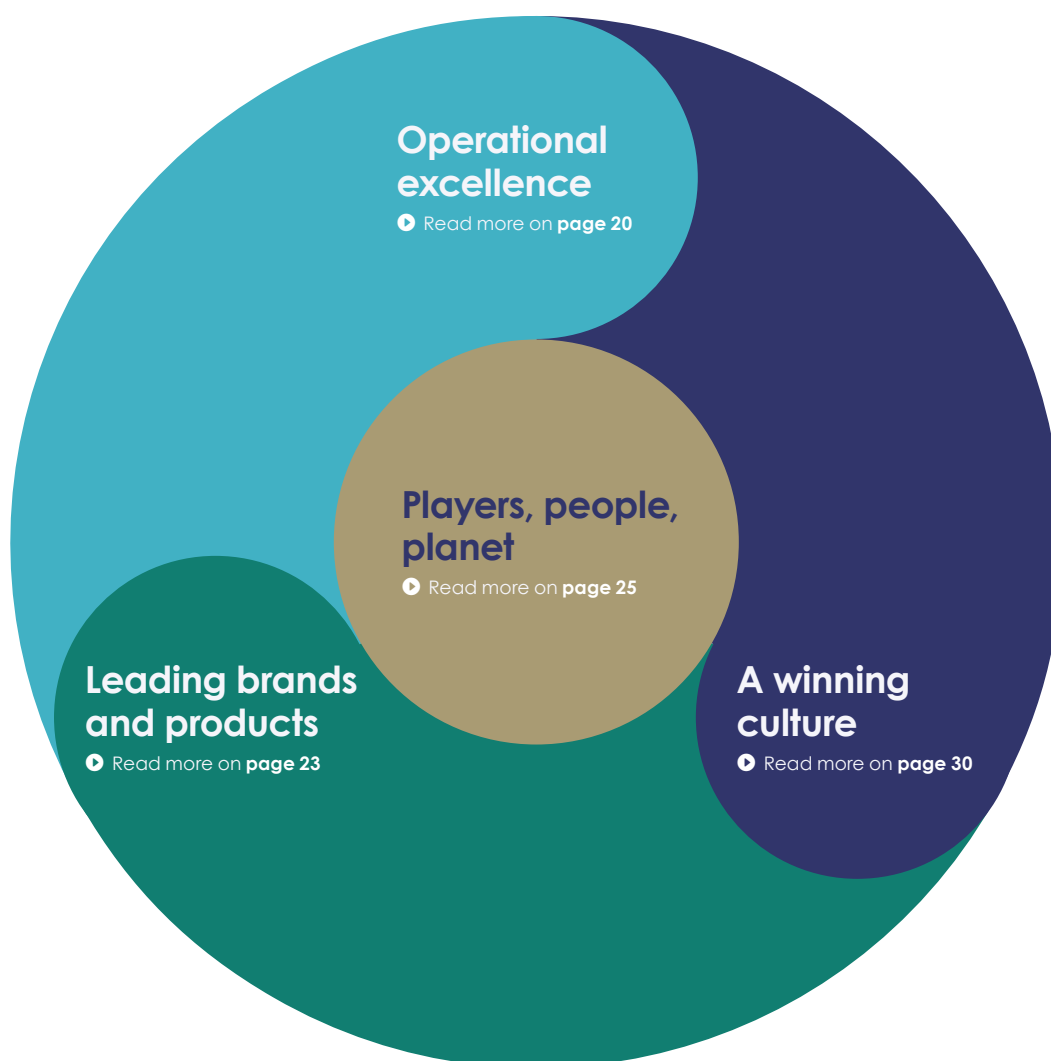 Operational
excellence
Read more on page 20
Players, people,
planet
Read more on page 25
Leading brands
and products
Read more on page 23
A winning
culture
Read more on page 30